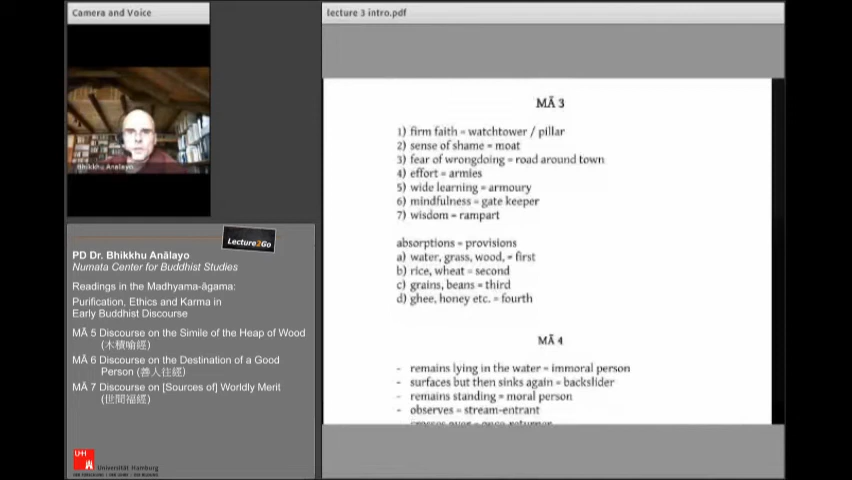 Camera and Voice
Bhikkhu Analayo
Lecture2Go
PD Dr. Bhikkhu Anālayo
Numata Center for Buddhist Studies
Readings in the Madhyama-āgama:
Purification, Ethics and Karma in
Early Buddhist Discourse
MĀ 5 Discourse on the Simile of the Heap of Wood
(木積喻經)
MĀ 6 Discourse on the Destination of a Good
Person (善人往經)
MĀ 7 Discourse on [Sources of] Worldly Merit
(世間福經)
UH
Universität Hamburg
lecture 3 intro.pdf
MĀ 3
1) firm faith = watchtower / pillar
2) sense of shame = moat
3) fear of wrongdoing = road around town
4) effort = armies
5) wide learning = armoury
6) mindfulness = gate keeper
7) wisdom = rampart
absorptions = provisions
a) water, grass, wood, = first
b) rice, wheat = second
c) grains, beans = third
d) ghee, honey etc. = fourth
MĀ 4
- remains lying in the water = immoral person
- surfaces but then sinks again = backslider
- remains standing = moral person
- observes = stream-entrant